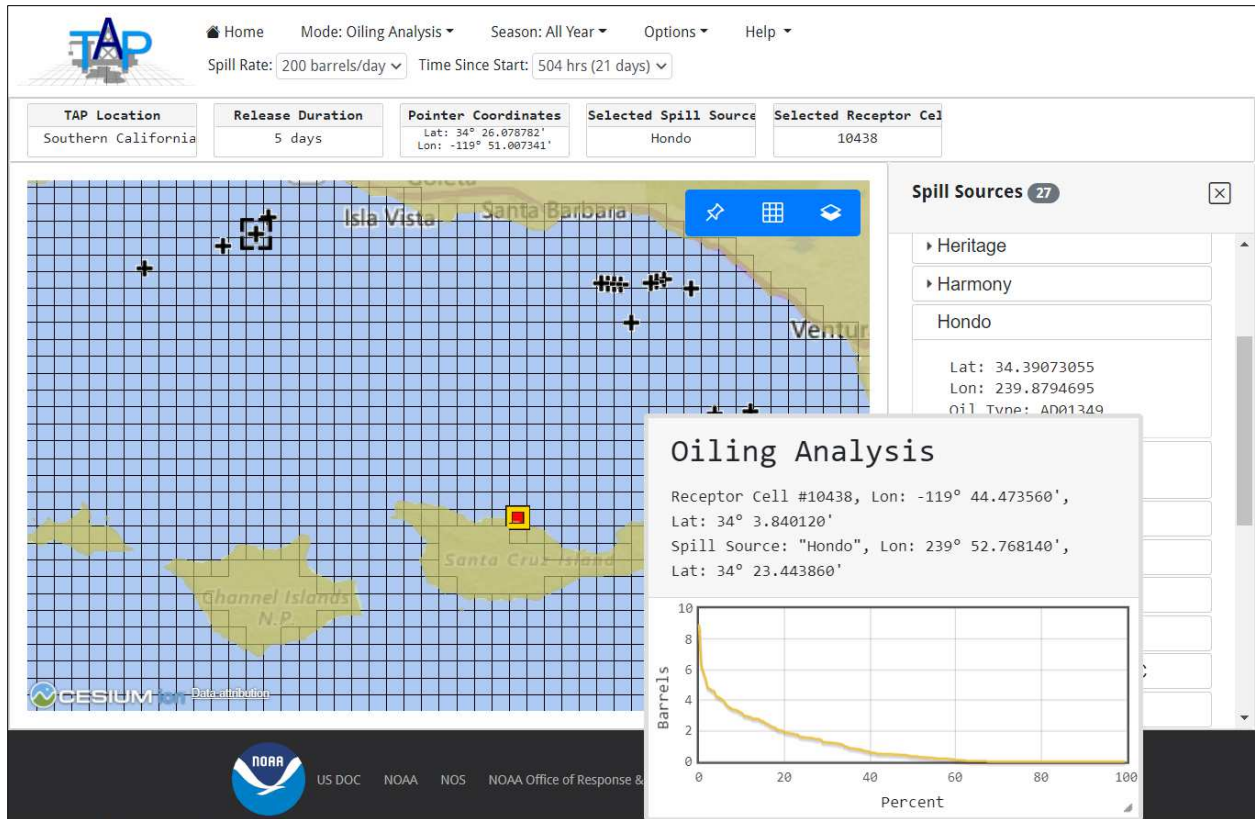 TAP
Home Mode: Oiling Analysis Season: All Year Options Help
Spill Rate: 200 barrels/day Time Since Start: 504 hrs (21 days)
TAP Location Release Duration Pointer Coordinates Selected Spill Source Selected Receptor Cel
Southern California 5 days Lat: 34° 26.078782' Hondo 10438
Lon: -119° 51.007341'
Spill Sources 27
Goleta
Isla Vista Santa Barbara
Ventur
Santa Cruz Island
Channel Islands
N.P.
CESIUM ion Data attribution
Heritage
Harmony
Hondo
Lat: 34.39073055
Lon: 239.8794695
Oil Type: AD01349
Oiling Analysis
Receptor Cell #10438, Lon: -119° 44.473560',
Lat: 34° 3.840120'
Spill Source: "Hondo", Lon: 239° 52.768140',
Lat: 34° 23.443860'
10
8
6
4
2
0
Barrels
0 20 40 60 80 100
Percent
NOAA
US DOC NOAA NOS NOAA Office of Response &